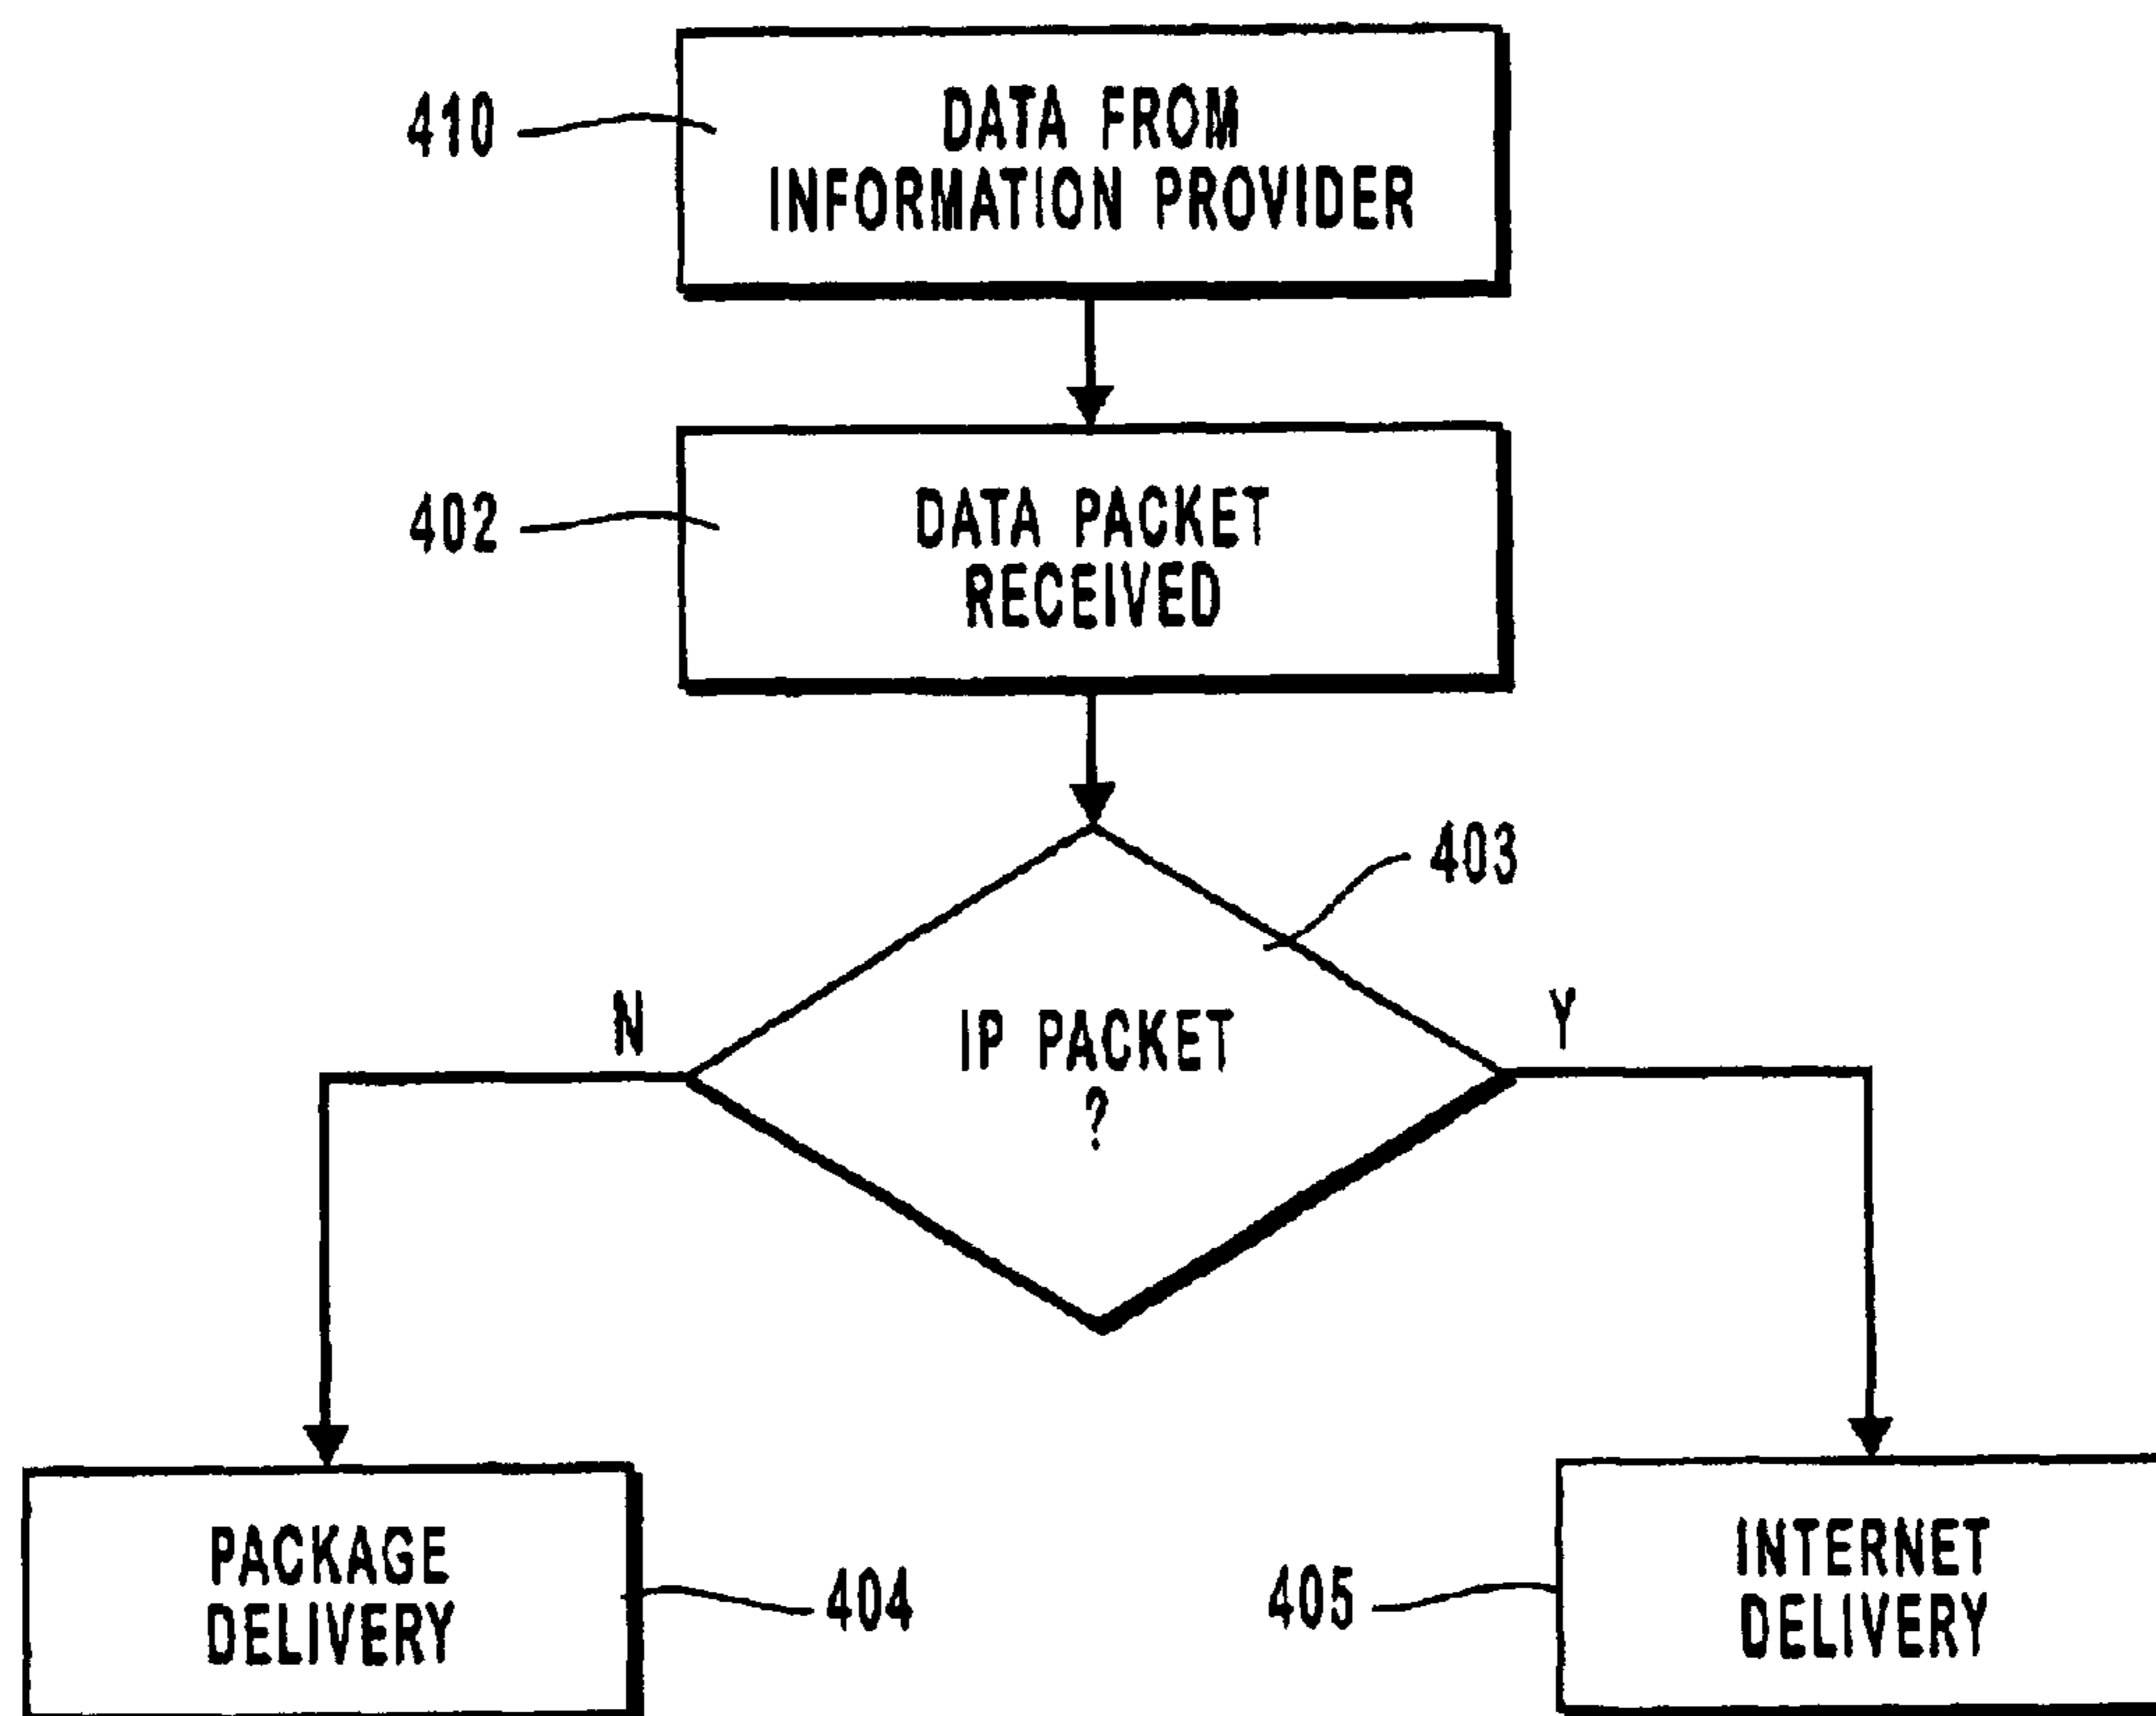 410
DATA FROM
INFORMATION PROVIDER
402
DATA PACKET
RECEIVED
403
N
IP PACKET
?
Y
PACKAGE
DELIVERY
404
405
INTERNET
DELIVERY